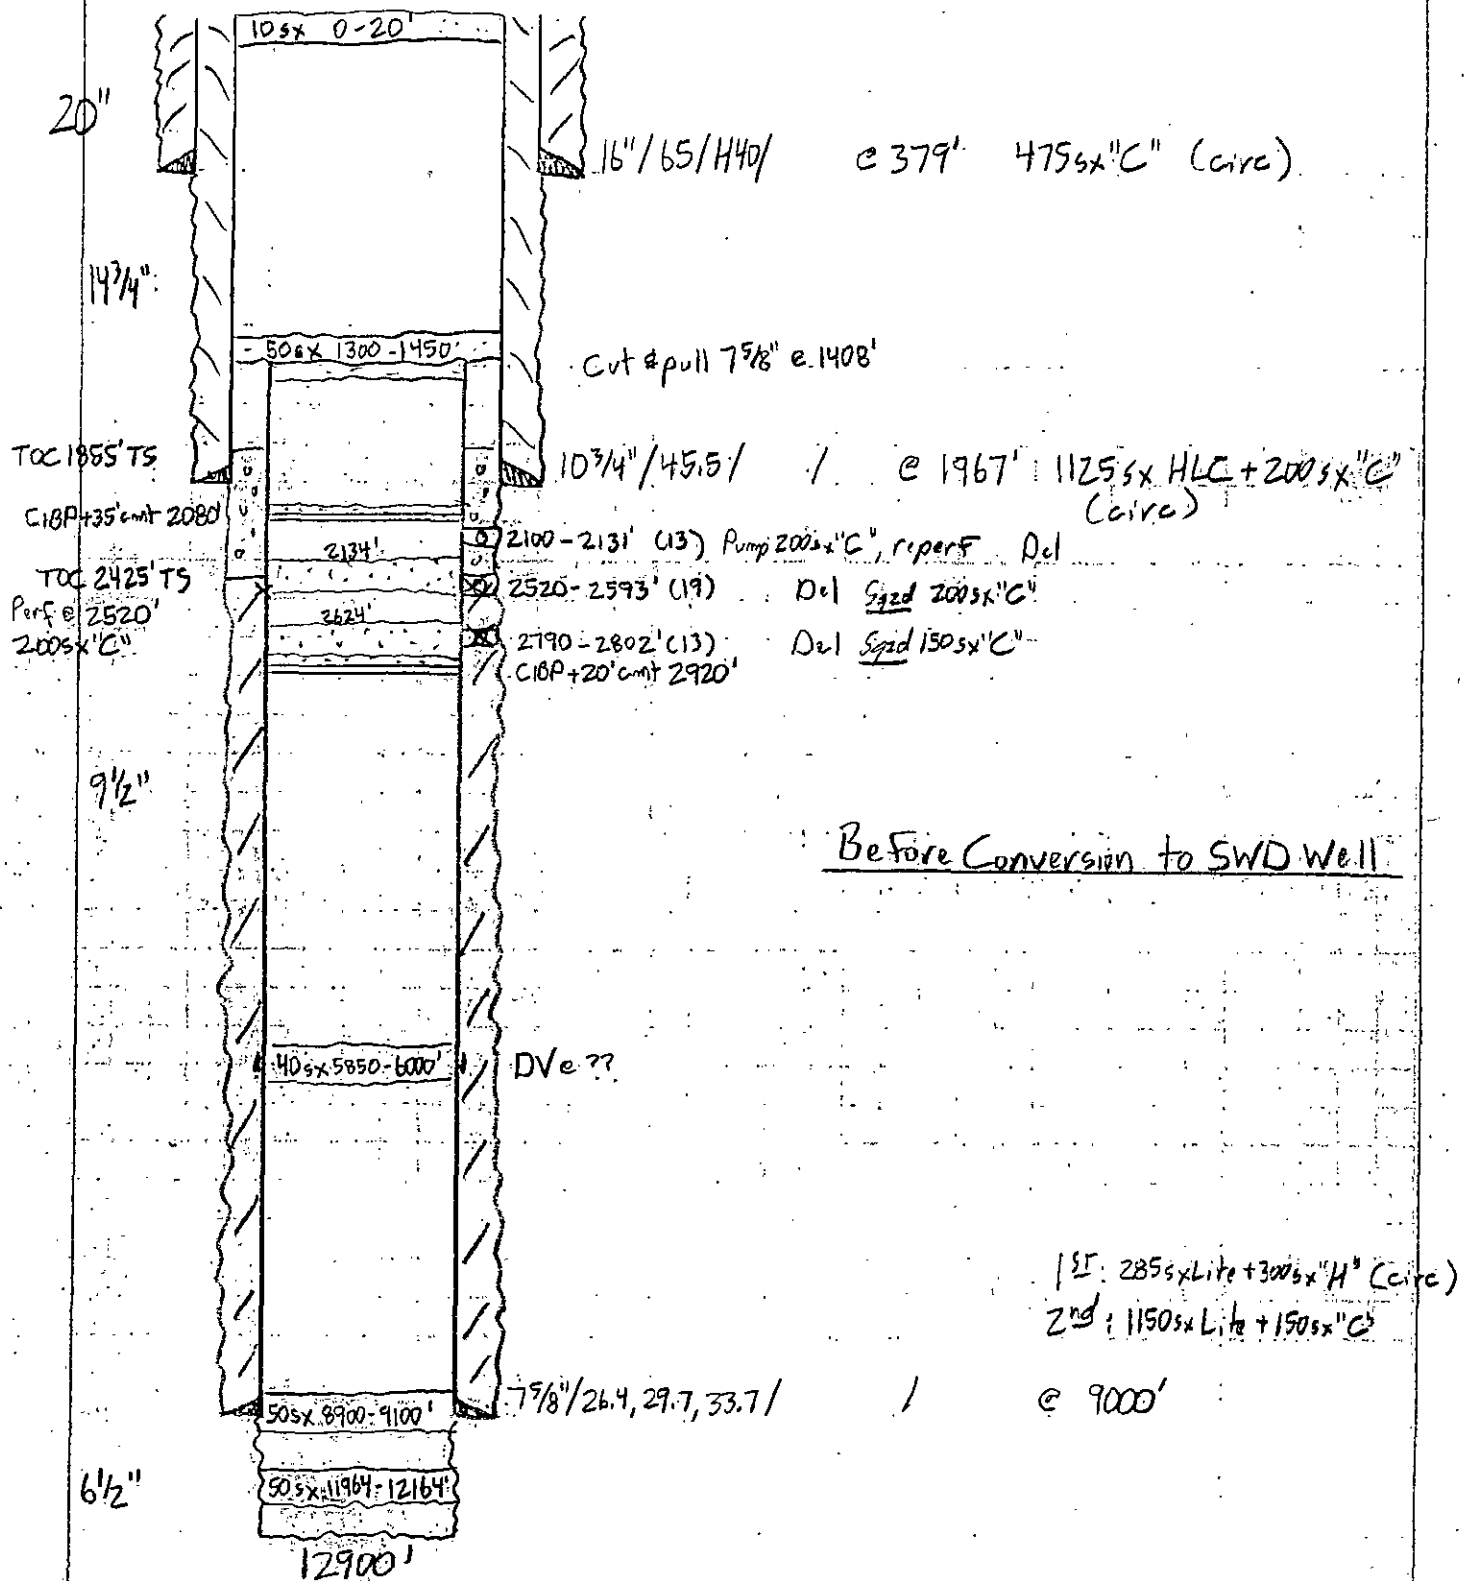 10sx 0-20'
20"
16"/65/H40/ @ 379' 475sx"C" (circ)
14 3/4"
50sx 1300-1450'
Cut & pull 7 5/8" @ 1408'
TOC 1855' TS
10 3/4"/45.5/ / @ 1967' 1125sx HLC + 200sx"C"
(circ)
CIBP+35'cmt 2080'
2134'
2100-2131' (13) Pump 200sx"C", reperf Del
TOC 2425' TS
2520-2593' (19) Del Sqzd 200sx"C"
Perf @ 2520'
200sx"C"
2624'
2790-2802' (13) Del Sqzd 150sx"C"
CIBP+20'cmt 2920'
9 1/2"
Before Conversion to SWD Well
40sx 5850-6000'
DV@ ??
1st: 285sxLite+300sx"H" (circ)
2nd: 1150sx Lite + 150sx"C"
7 5/8"/26.4, 29.7, 33.7/ / @ 9000'
50sx 8900-9100'
6 1/2"
50sx 11964-12164'
12900'